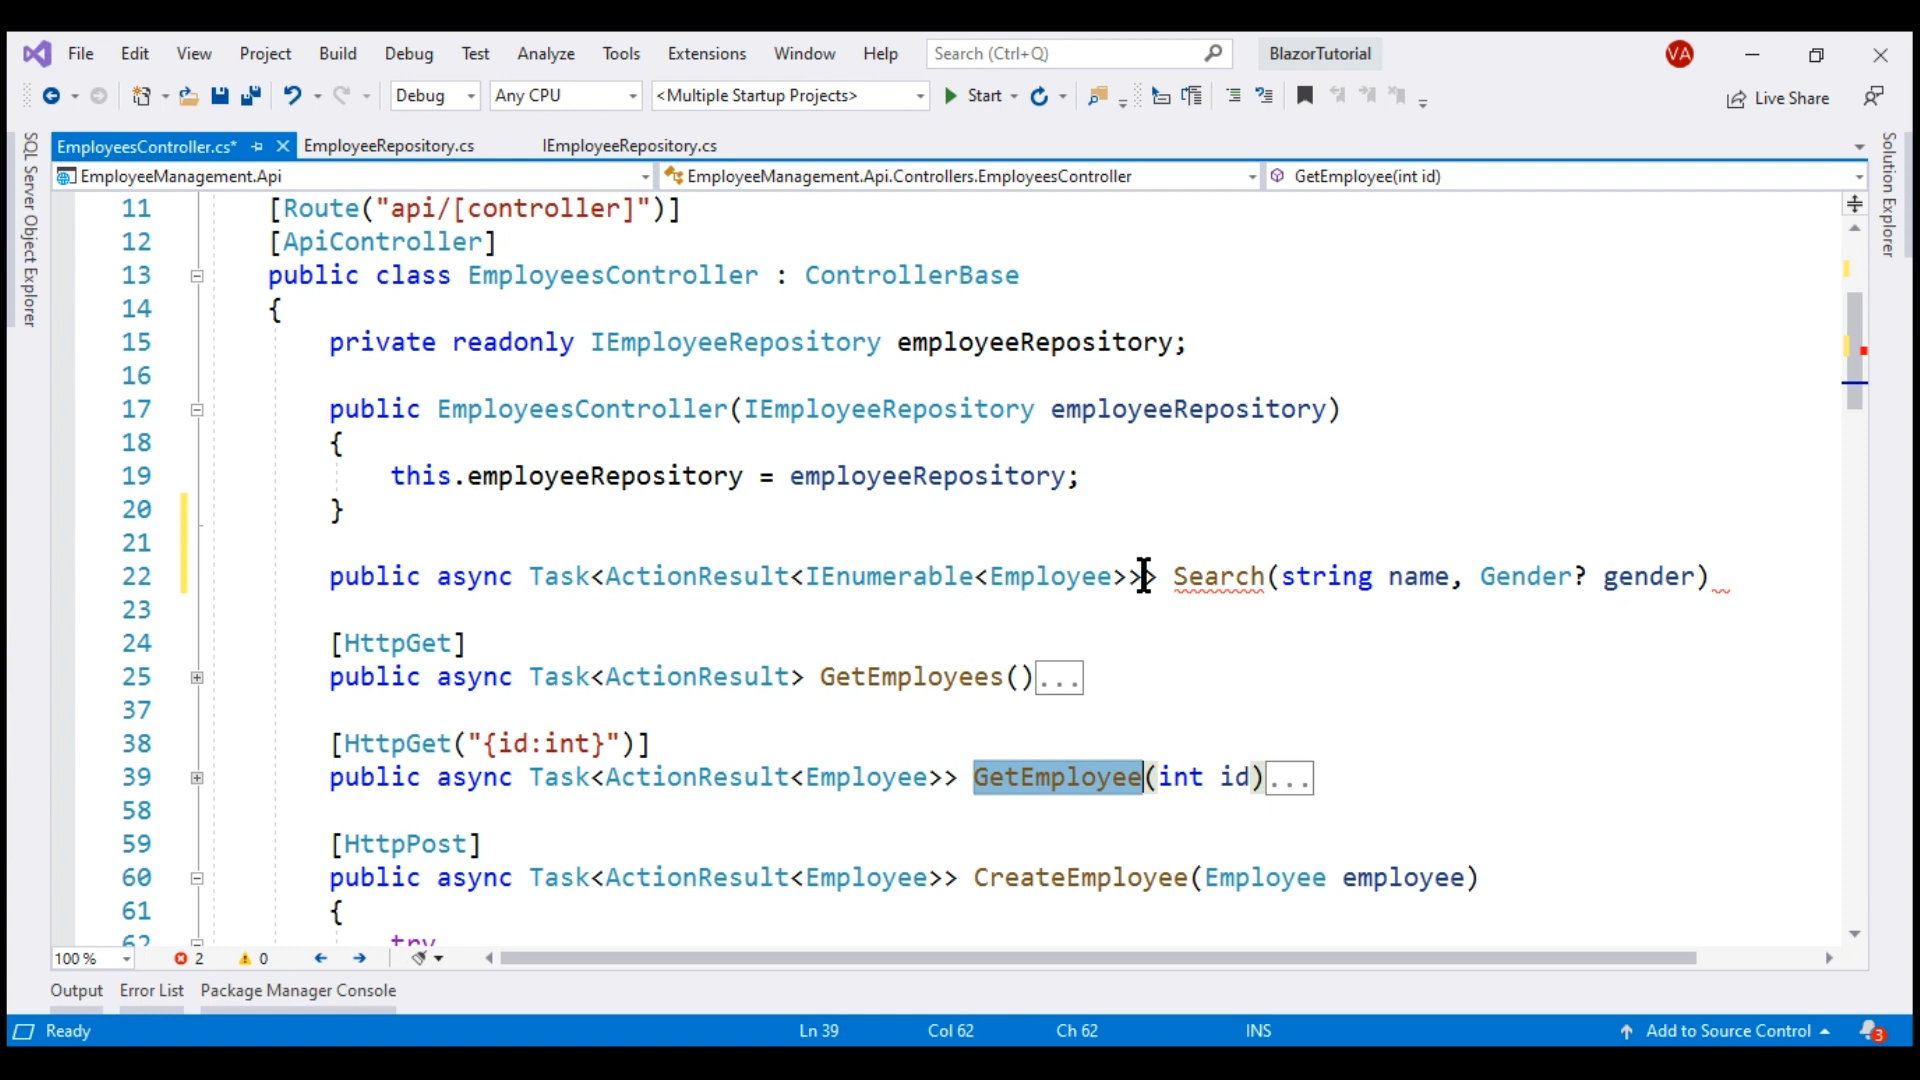 File Edit View Project Build Debug Test Analyze Tools Extensions Window Help Search (Ctrl+Q) BlazorTutorial VA
Debug Any CPU <Multiple Startup Projects> Start Live Share
EmployeesController.cs* EmployeeRepository.cs IEmployeeRepository.cs
EmployeeManagement.Api EmployeeManagement.Api.Controllers.EmployeesController GetEmployee(int id)
SQL Server Object Explorer
Solution Explorer
11 [Route("api/[controller]")]
12 [ApiController]
13 public class EmployeesController : ControllerBase
14 {
15 private readonly IEmployeeRepository employeeRepository;
16
17 public EmployeesController(IEmployeeRepository employeeRepository)
18 {
19 this.employeeRepository = employeeRepository;
20 }
21
22 public async Task<ActionResult<IEnumerable<Employee>>> Search(string name, Gender? gender)
23
24 [HttpGet]
25 public async Task<ActionResult> GetEmployees()...
37
38 [HttpGet("{id:int}")]
39 public async Task<ActionResult<Employee>> GetEmployee(int id)...
58
59 [HttpPost]
60 public async Task<ActionResult<Employee>> CreateEmployee(Employee employee)
61 {
62 try
100 % 2 0
Output Error List Package Manager Console
Ready Ln 39 Col 62 Ch 62 INS Add to Source Control 3